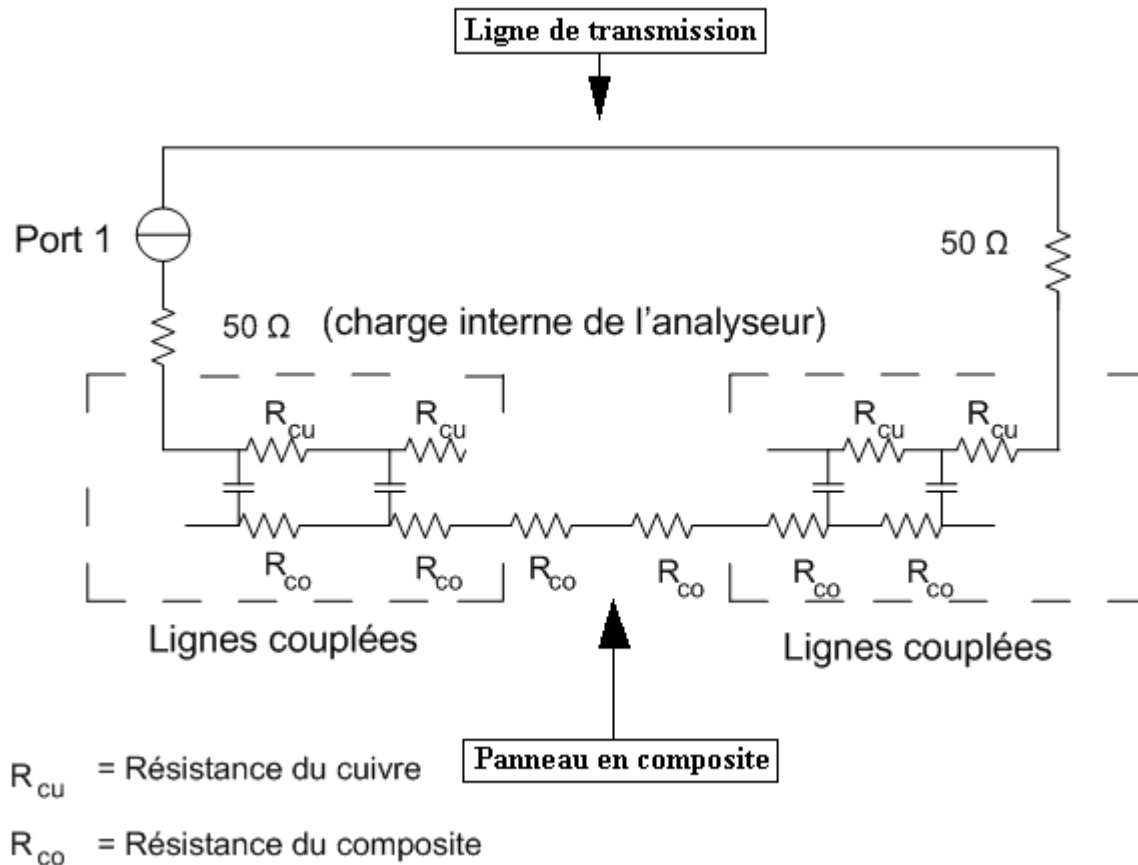 Ligne de transmission
Port 1
50 Ω
50 Ω (charge interne de l'analyseur)
Rcu Rcu Rcu Rcu
Rco Rco Rco Rco Rco Rco
Lignes couplées
Lignes couplées
Panneau en composite
Rcu = Résistance du cuivre
Rco = Résistance du composite